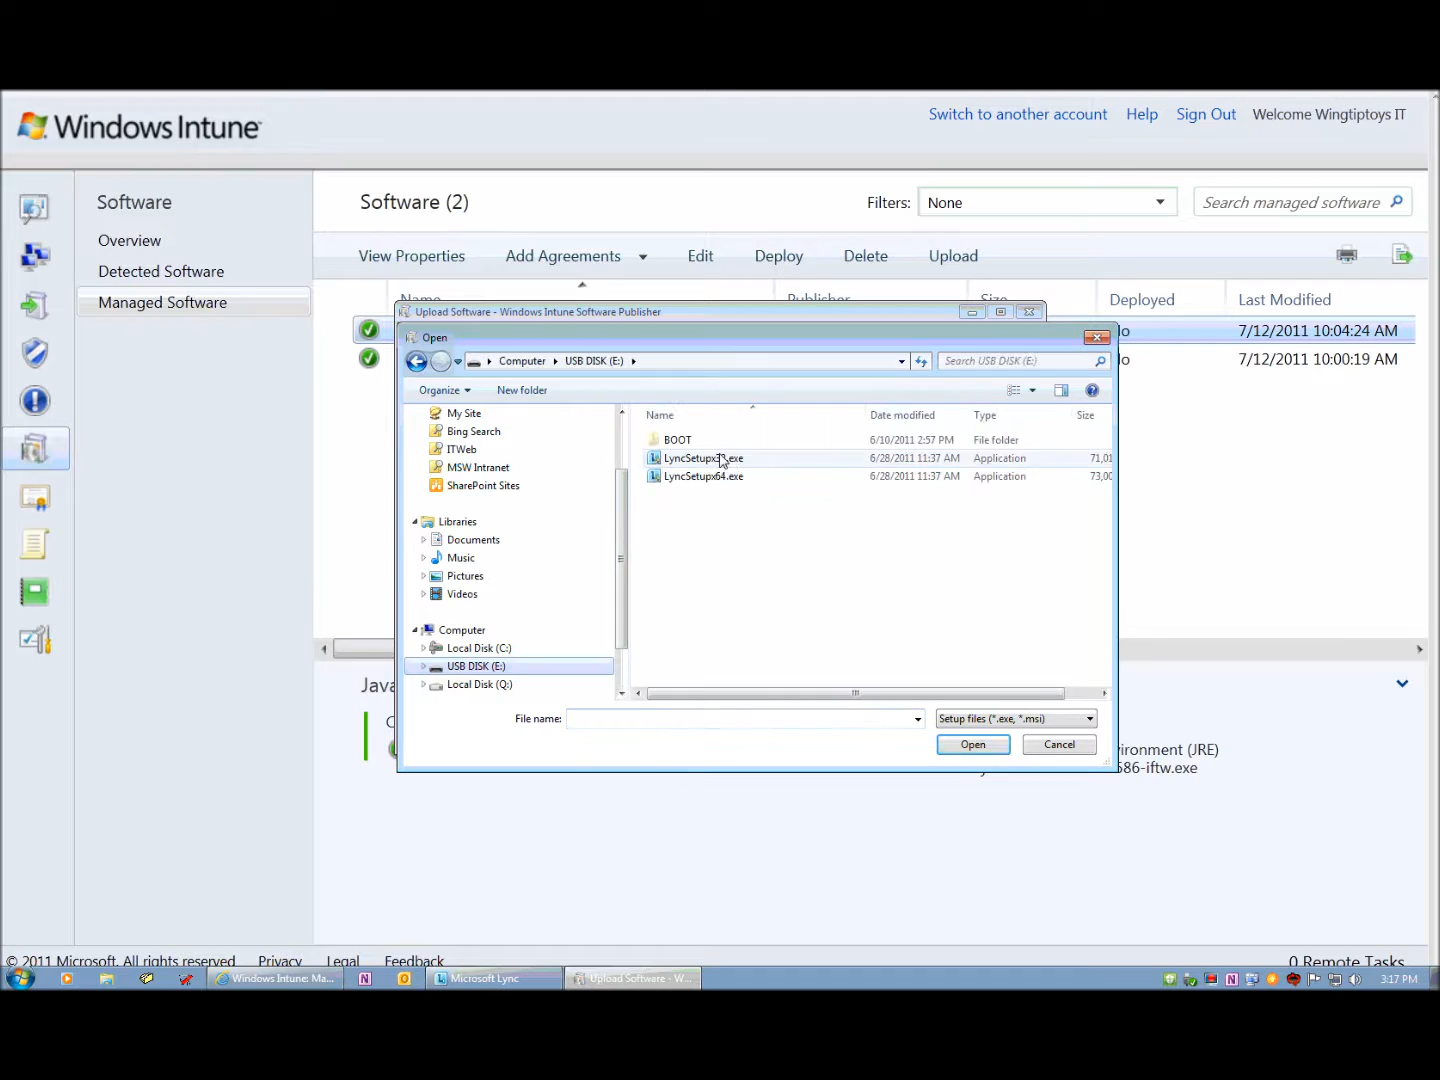 Windows Intune
Switch to another account Help Sign Out Welcome Wingtiptoys IT
Software
Overview
Detected Software
Managed Software
Software (2)
Filters: None
Search managed software
View Properties Add Agreements Edit Deploy Delete Upload
Name Publisher Size Deployed Last Modified
7/12/2011 10:04:24 AM
7/12/2011 10:00:19 AM
Upload Software - Windows Intune Software Publisher
Open
Computer USB DISK (E:)
Search USB DISK (E:)
Organize New folder
My Site
Bing Search
ITWeb
MSW Intranet
SharePoint Sites
Libraries
Documents
Music
Pictures
Videos
Computer
Local Disk (C:)
USB DISK (E:)
Local Disk (Q:)
Name Date modified Type Size
BOOT 6/10/2011 2:57 PM File folder
6/28/2011 11:37 AM Application 71,01
LyncSetupx64.exe 6/28/2011 11:37 AM Application 73,00
File name:
Setup files (*.exe, *.msi)
Open Cancel
Java
ironment (JRE)
586-iftw.exe
© 2011 Microsoft. All rights reserved. Privacy Legal Feedback
0 Remote Tasks
Windows Intune: Ma...
Microsoft Lync
Upload Software - W...
3:17 PM